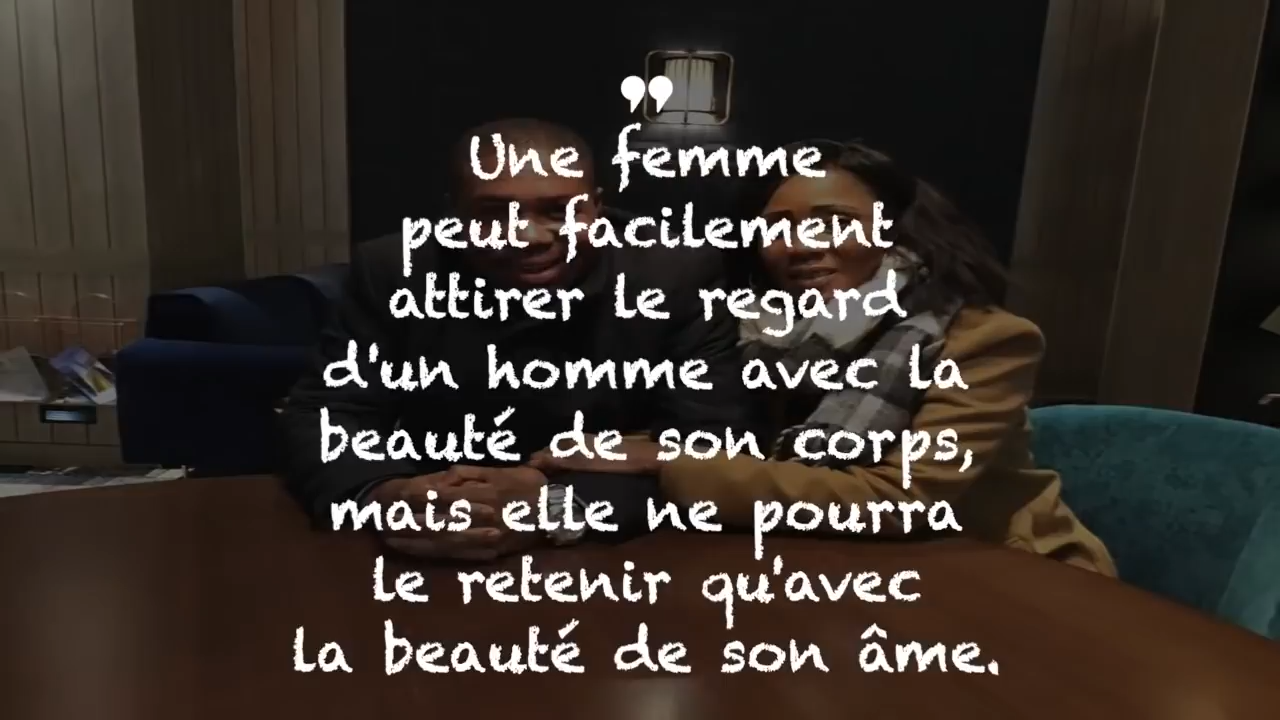 ”
Une femme
peut facilement
attirer le regard
d'un homme avec la
beauté de son corps,
mais elle ne pourra
le retenir qu'avec
la beauté de son âme.